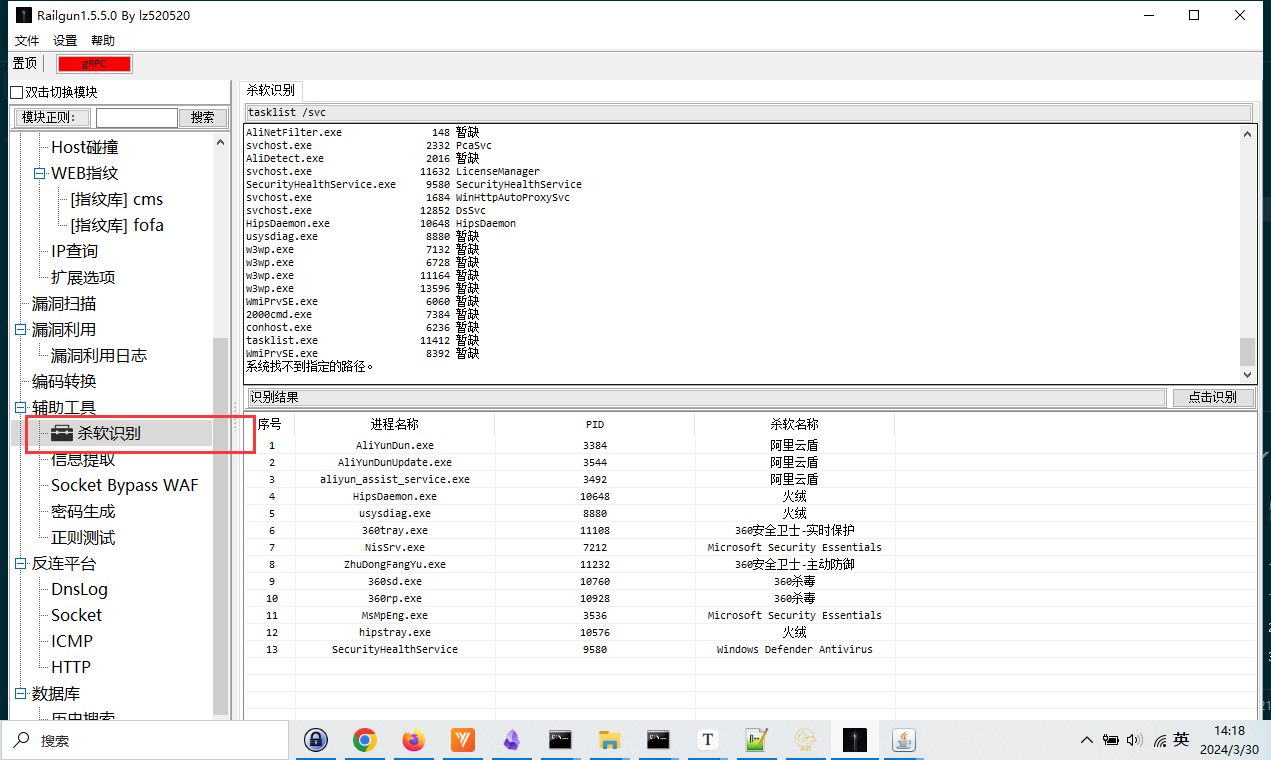 Railgun1.5.5.0 By lz520520
文件 设置 帮助
置顶 gRPC
双击切换模块
模块正则: 搜索
Host碰撞
WEB指纹
[指纹库] cms
[指纹库] fofa
IP查询
扩展选项
漏洞扫描
漏洞利用
漏洞利用日志
编码转换
辅助工具
杀软识别
信息提取
Socket Bypass WAF
密码生成
正则测试
反连平台
DnsLog
Socket
ICMP
HTTP
数据库
历史搜索
杀软识别
tasklist /svc
AliNetFilter.exe 148 暂缺
svchost.exe 2332 PcaSvc
AliDetect.exe 2016 暂缺
svchost.exe 11632 LicenseManager
SecurityHealthService.exe 9580 SecurityHealthService
svchost.exe 1684 WinHttpAutoProxySvc
svchost.exe 12852 DsSvc
HipsDaemon.exe 10648 HipsDaemon
usysdiag.exe 8880 暂缺
w3wp.exe 7132 暂缺
w3wp.exe 6728 暂缺
w3wp.exe 11164 暂缺
w3wp.exe 13596 暂缺
WmiPrvSE.exe 6060 暂缺
2000cmd.exe 7384 暂缺
conhost.exe 6236 暂缺
tasklist.exe 11412 暂缺
WmiPrvSE.exe 8392 暂缺
系统找不到指定的路径。
识别结果 点击识别
序号 进程名称 PID 杀软名称
1 AliYunDun.exe 3384 阿里云盾
2 AliYunDunUpdate.exe 3544 阿里云盾
3 aliyun_assist_service.exe 3492 阿里云盾
4 HipsDaemon.exe 10648 火绒
5 usysdiag.exe 8880 火绒
6 360tray.exe 11108 360安全卫士-实时保护
7 NisSrv.exe 7212 Microsoft Security Essentials
8 ZhuDongFangYu.exe 11232 360安全卫士-主动防御
9 360sd.exe 10760 360杀毒
10 360rp.exe 10928 360杀毒
11 MsMpEng.exe 3536 Microsoft Security Essentials
12 hipstray.exe 10576 火绒
13 SecurityHealthService 9580 Windows Defender Antivirus
搜索
英
14:18
2024/3/30